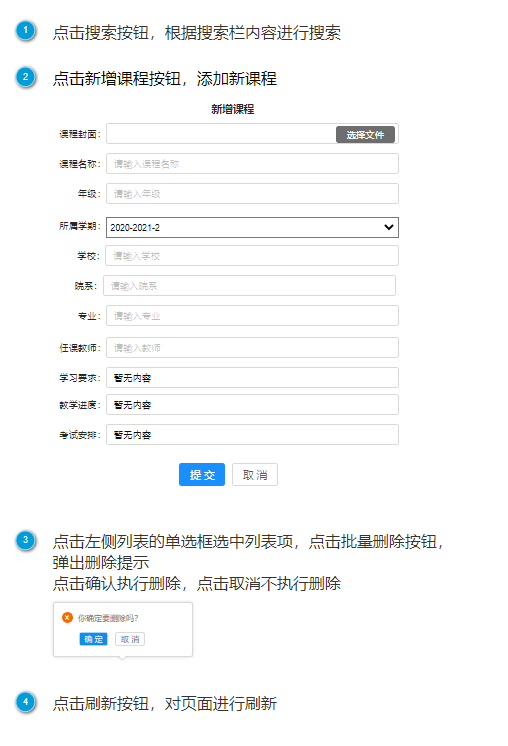 1 点击搜索按钮，根据搜索栏内容进行搜索
2 点击新增课程按钮，添加新课程
新增课程
课程封面： 选择文件
课程名称： 请输入课程名称
年级： 请输入年级
所属学期： 2020-2021-2
学校： 请输入学校
院系： 请输入院系
专业： 请输入专业
任课教师： 请输入教师
学习要求： 暂无内容
教学进度： 暂无内容
考试安排： 暂无内容
提交 取消
3 点击左侧列表的单选框选中列表项，点击批量删除按钮，
弹出删除提示
点击确认执行删除，点击取消不执行删除
你确定要删除吗?
确定 取消
4 点击刷新按钮，对页面进行刷新